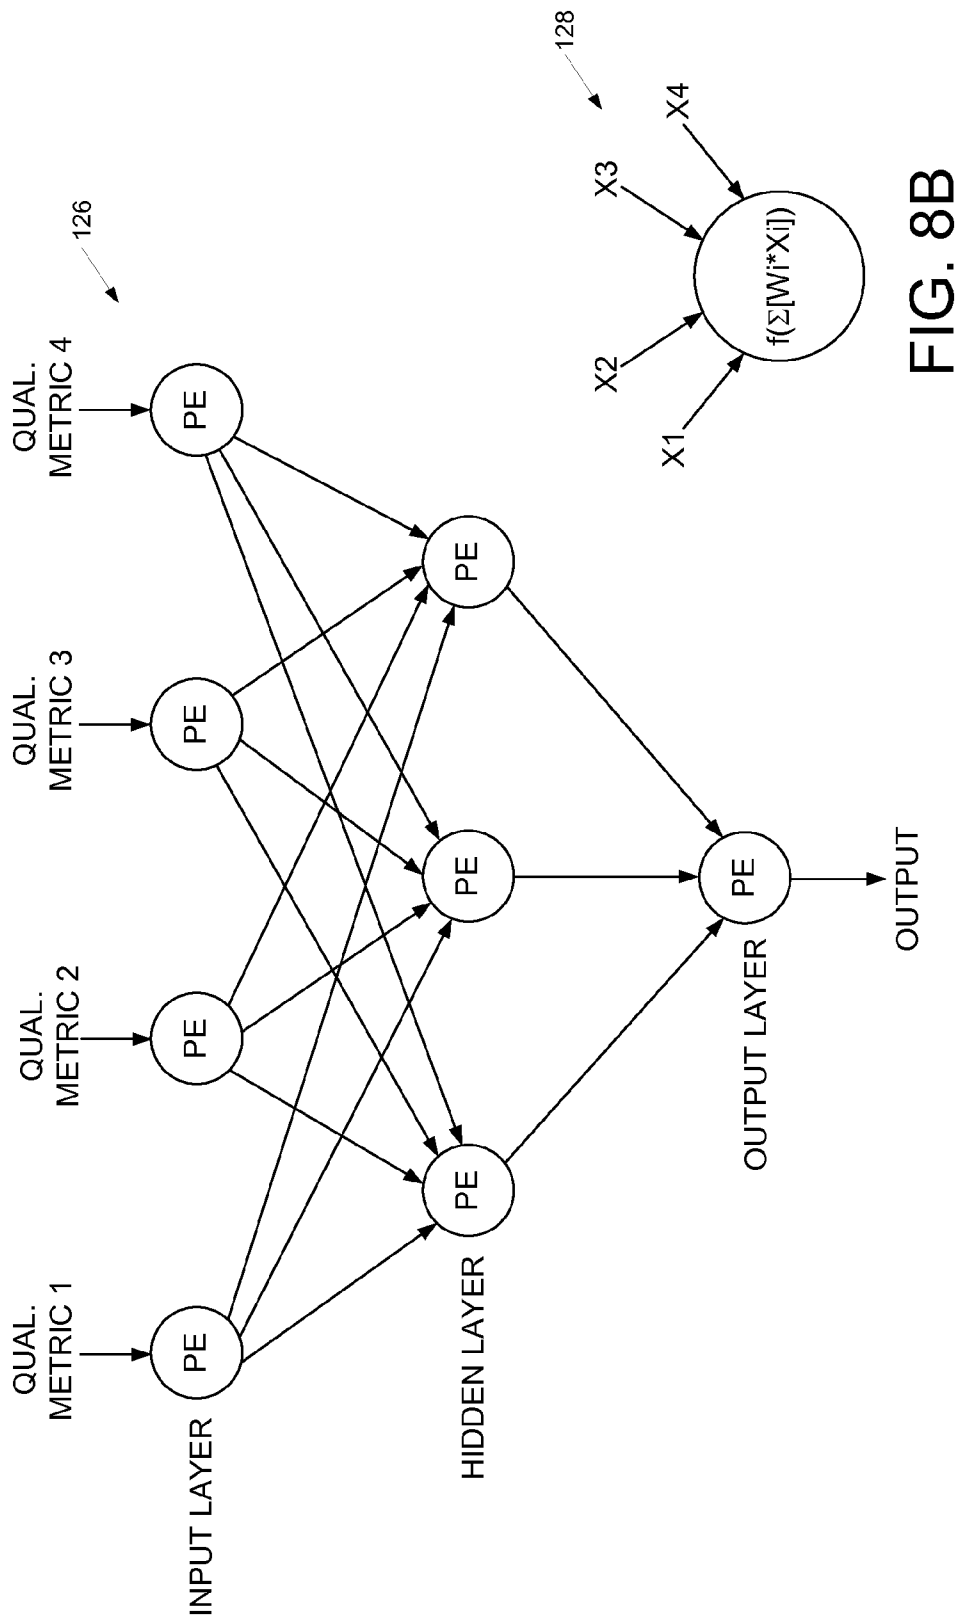 QUAL.
METRIC 1
QUAL.
METRIC 2
QUAL.
METRIC 3
QUAL.
METRIC 4
126
INPUT LAYER
PE
PE
PE
PE
HIDDEN LAYER
PE
PE
PE
OUTPUT LAYER
PE
OUTPUT
128
X1
X2
X3
X4
f(Σ[Wi*Xi])
FIG. 8B